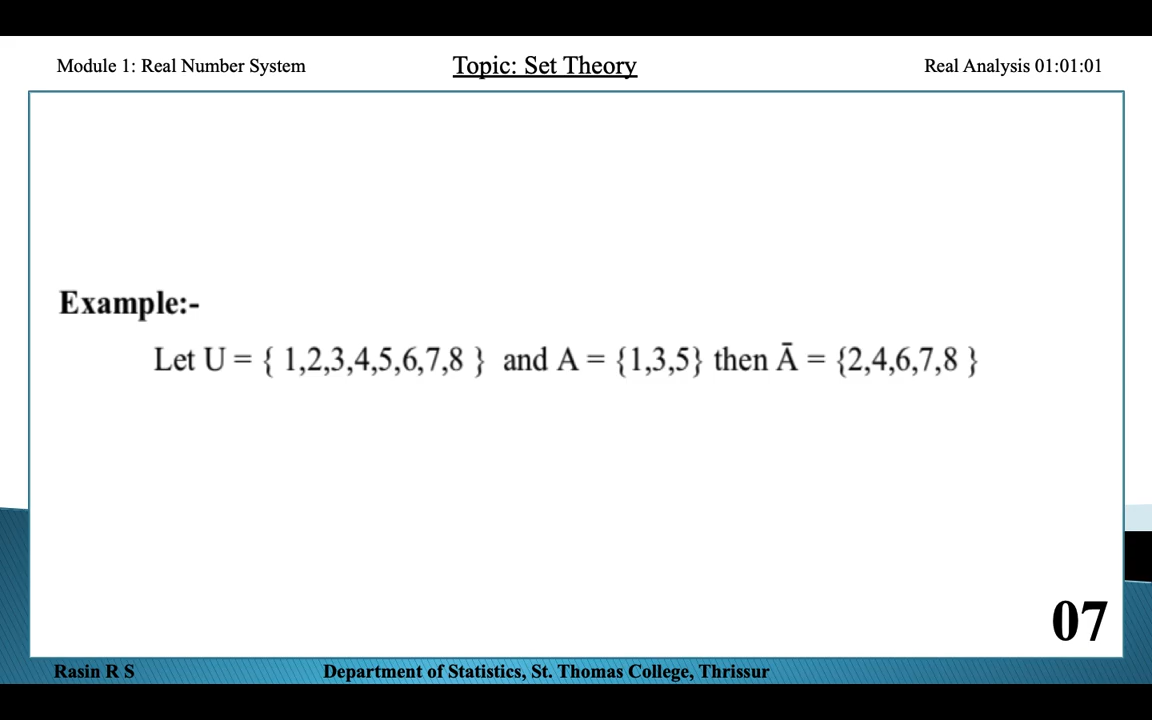 Module 1: Real Number System
Topic: Set Theory
Real Analysis 01:01:01
Example:-
Let U = { 1,2,3,4,5,6,7,8 } and A = {1,3,5} then Ā = {2,4,6,7,8 }
07
Rasin R S
Department of Statistics, St. Thomas College, Thrissur